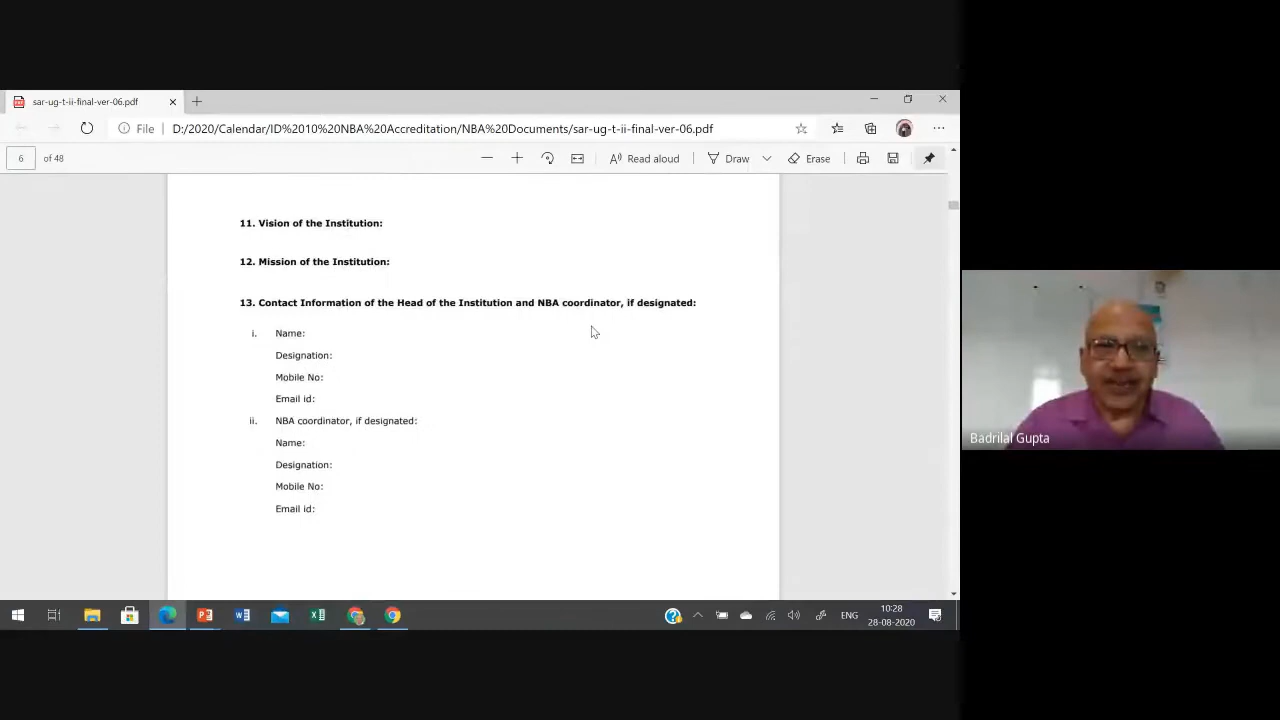 sar-ug-t-ii-final-ver-06.pdf
File D:/2020/Calendar/ID%2010%20NBA%20Accreditation/NBA%20Documents/sar-ug-t-ii-final-ver-06.pdf
6 of 48 Read aloud Draw Erase
11. Vision of the Institution:
12. Mission of the Institution:
13. Contact Information of the Head of the Institution and NBA coordinator, if designated:
i. Name:
Designation:
Mobile No:
Email id:
ii. NBA coordinator, if designated:
Name:
Designation:
Mobile No:
Email id:
Badrilal Gupta
ENG
10:28
28-08-2020